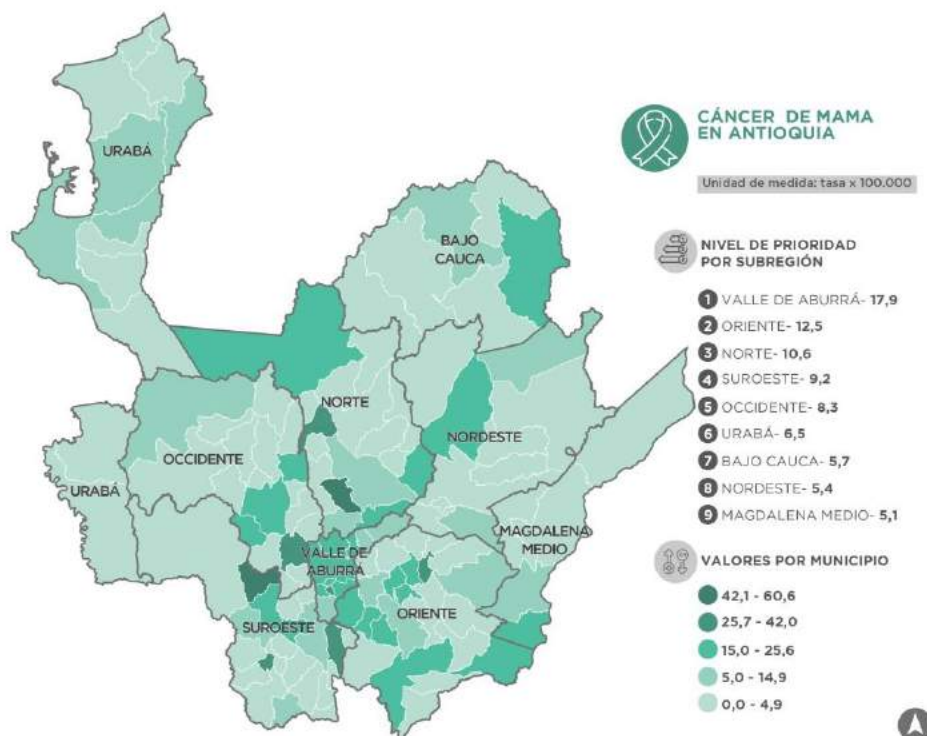 CÁNCER DE MAMA
EN ANTIOQUIA
Unidad de medida: tasa x 100.000
NIVEL DE PRIORIDAD
POR SUBREGIÓN
1 VALLE DE ABURRÁ- 17,9
2 ORIENTE- 12,5
3 NORTE- 10,6
4 SUROESTE- 9,2
5 OCCIDENTE- 8,3
6 URABÁ- 6,5
7 BAJO CAUCA- 5,7
8 NORDESTE- 5,4
9 MAGDALENA MEDIO- 5,1
VALORES POR MUNICIPIO
42,1 - 60,6
25,7 - 42,0
15,0 - 25,6
5,0 - 14,9
0,0 - 4,9
URABÁ
BAJO
CAUCA
NORTE
NORDESTE
OCCIDENTE
URABÁ
MAGDALENA
MEDIO
VALLE DE
ABURRA
ORIENTE
SUROESTE